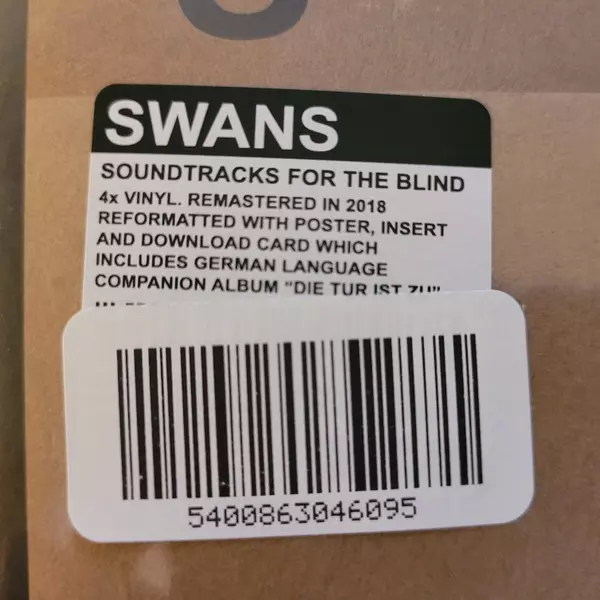 SWANS
SOUNDTRACKS FOR THE BLIND
4x VINYL. REMASTERED IN 2018
REFORMATTED WITH POSTER, INSERT
AND DOWNLOAD CARD WHICH
INCLUDES GERMAN LANGUAGE
COMPANION ALBUM "DIE TUR IST ZU"
5400863046095